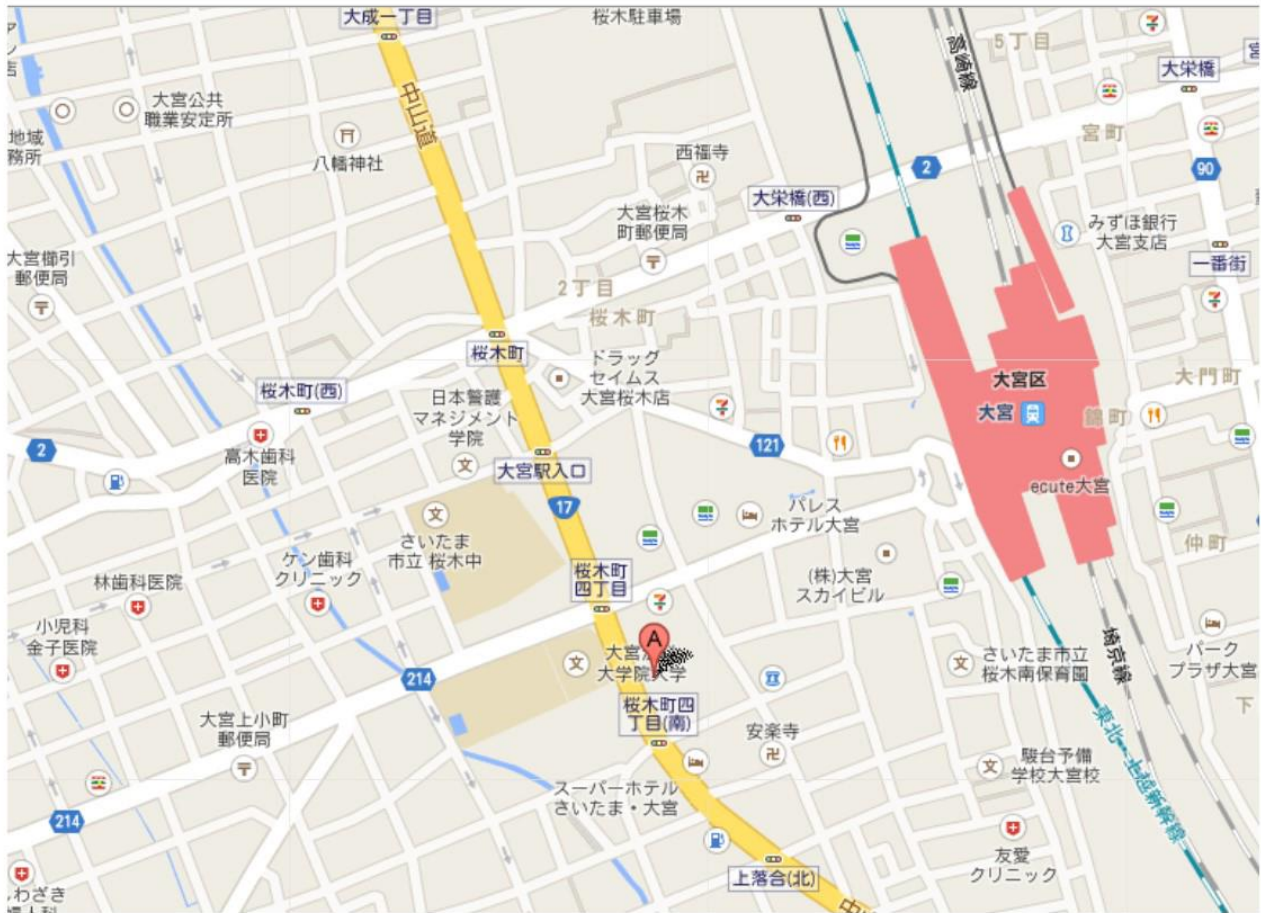 大成一丁目
桜木駐車場
5丁目
高崎線
大栄橋
大宮公共
職業安定所
地域
務所
八幡神社
中山道
宮町
西福寺
2
90
大栄橋(西)
大宮桜木
町郵便局
みずほ銀行
大宮支店
大宮櫛引
郵便局
一番街
2丁目
桜木町
桜木町
ドラッグ
セイムス
大宮桜木店
大宮区
大門町
桜木町(西)
日本警護
マネジメント
学院
大宮
錦町
2
高木歯科
医院
大宮駅入口
121
ecute大宮
17
パレス
ホテル大宮
さいたま
市立 桜木中
仲町
ケン歯科
クリニック
林歯科医院
桜木町
四丁目
(株)大宮
スカイビル
小児科
金子医院
A
大宮
大学院大学
さいたま市立
桜木南保育園
埼京線
パーク
プラザ大宮
214
桜木町四
丁目(南)
下
大宮上小町
郵便局
安楽寺
東北・上越新幹線
駿台予備
学校大宮校
スーパーホテル
さいたま・大宮
214
友愛
クリニック
上落合(北)
わざき
中